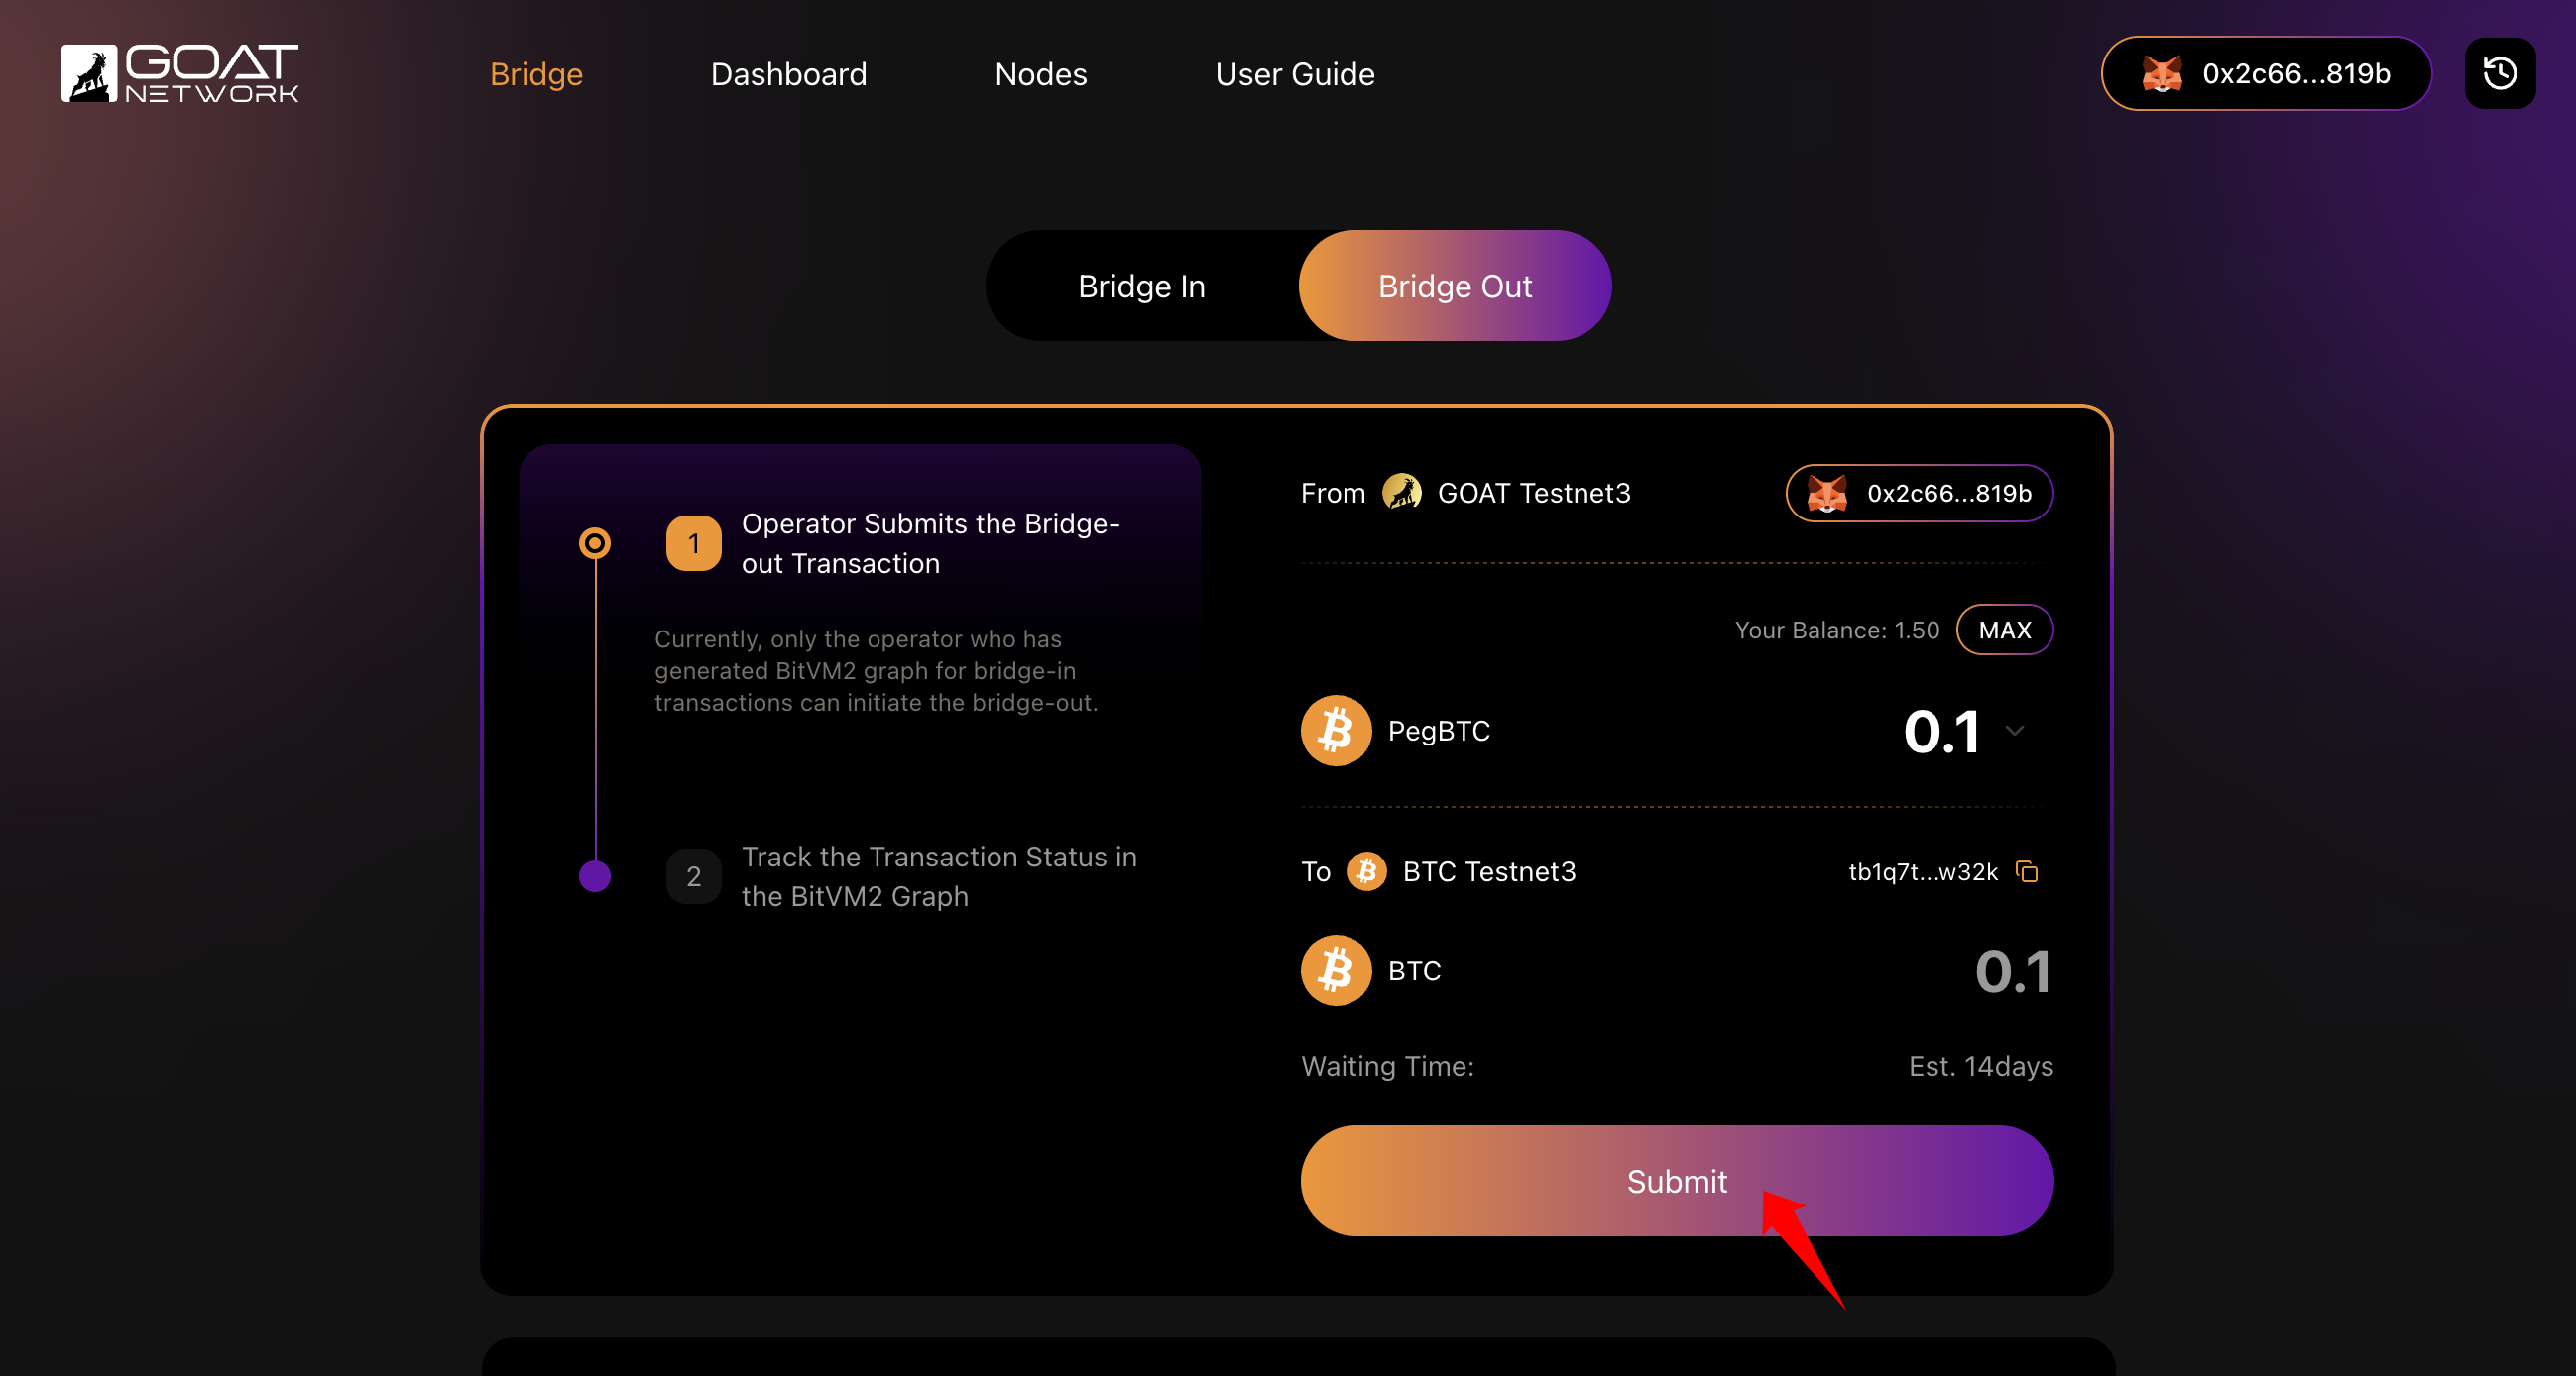 GOAT
NETWORK
Bridge
Dashboard
Nodes
User Guide
0x2c66...819b
Bridge In
Bridge Out
1
Operator Submits the Bridge-
out Transaction
Currently, only the operator who has
generated BitVM2 graph for bridge-in
transactions can initiate the bridge-out.
2
Track the Transaction Status in
the BitVM2 Graph
From GOAT Testnet3
0x2c66...819b
Your Balance: 1.50
MAX
PegBTC
0.1
To BTC Testnet3
tb1q7t...w32k
BTC
0.1
Waiting Time:
Est. 14days
Submit